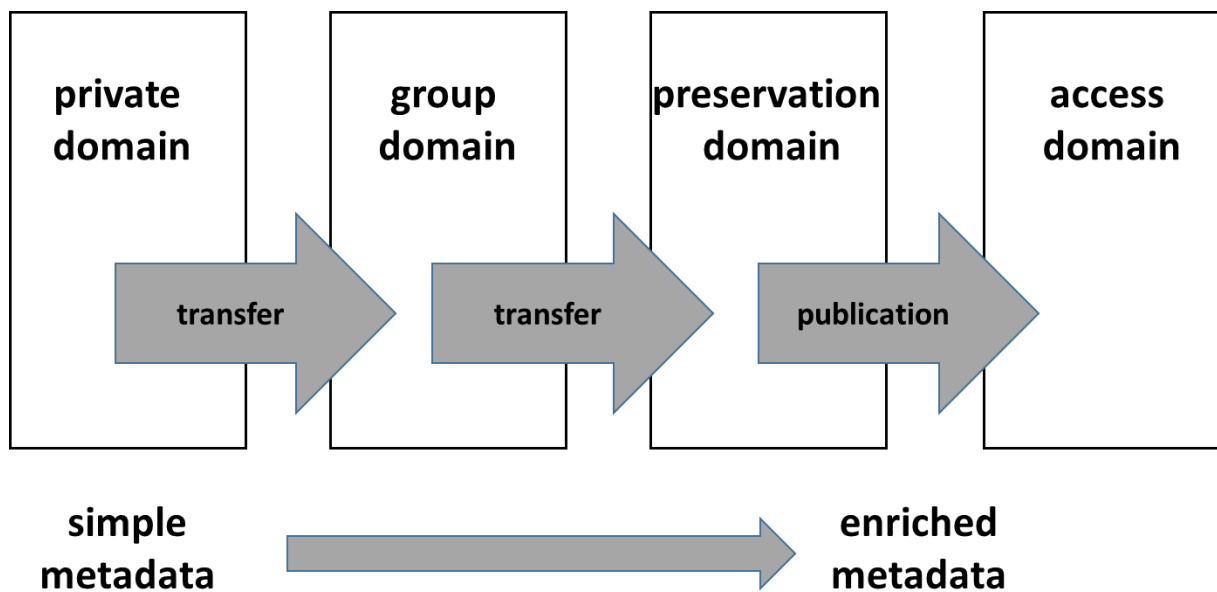 private
domain
group
domain
preservation
domain
access
domain
transfer
transfer
publication
simple
metadata
enriched
metadata